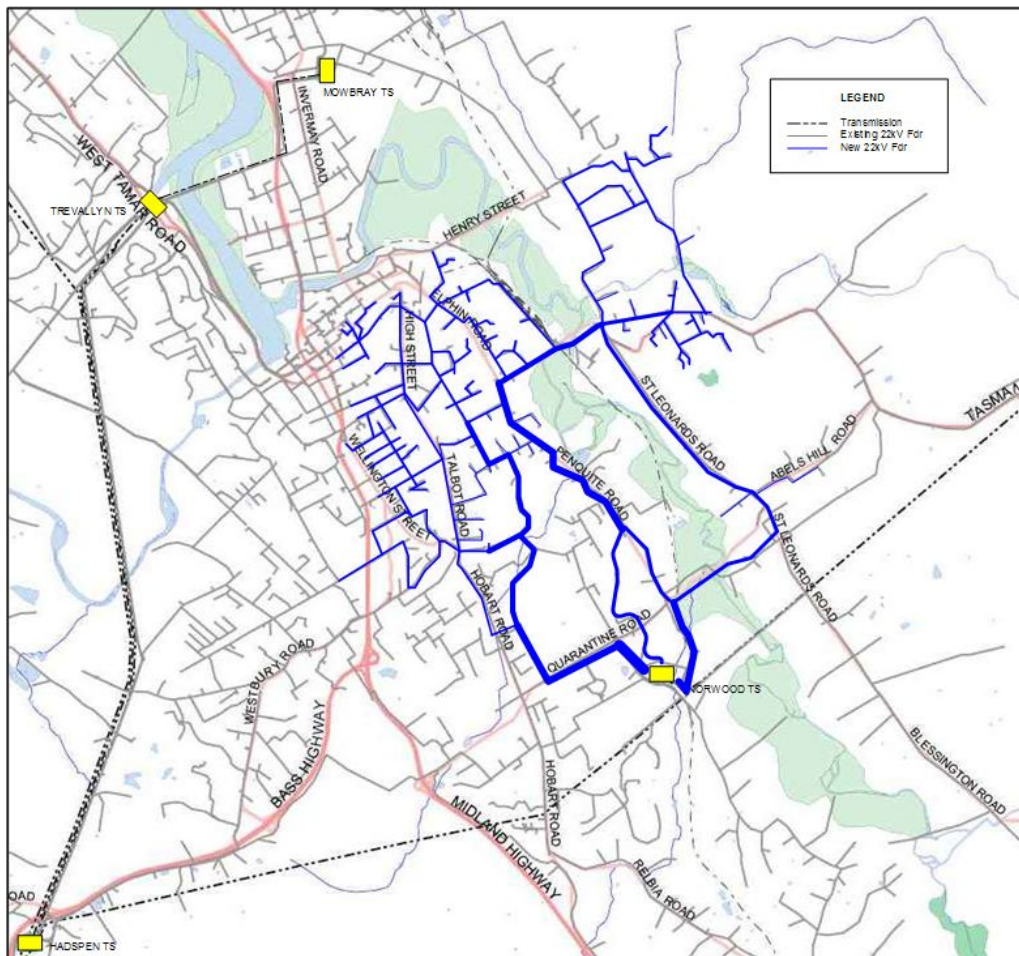 MOWBRAY TS
INVERMAY ROAD
LEGEND
Transmission
Existing 22kV Fdr
New 22kV Fdr
WEST TAMAR ROAD
TREVALLYN TS
HENRY STREET
ELPHIN ROAD
HIGH STREET
ST LEONARDS ROAD
TASMAN
ABELS HILL ROAD
WELLINGTON STREET
TALBOT ROAD
PENQUITE ROAD
ST LEONARDS ROAD
HOBART ROAD
QUARANTINE ROAD
NORWOOD TS
WESTBURY ROAD
BASS HIGHWAY
BLESSINGTON ROAD
HOBART ROAD
MIDLAND HIGHWAY
RELBIA ROAD
OAD
HADSPEN TS